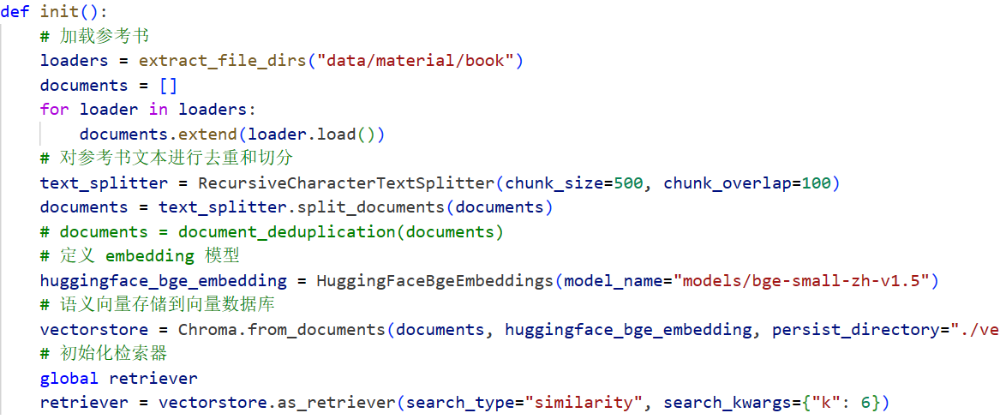 def init():
    # 加载参考书
    loaders = extract_file_dirs("data/material/book")
    documents = []
    for loader in loaders:
        documents.extend(loader.load())
    # 对参考书文本进行去重和切分
    text_splitter = RecursiveCharacterTextSplitter(chunk_size=500, chunk_overlap=100)
    documents = text_splitter.split_documents(documents)
    # documents = document_deduplication(documents)
    # 定义 embedding 模型
    huggingface_bge_embedding = HuggingFaceBgeEmbeddings(model_name="models/bge-small-zh-v1.5")
    # 语义向量存储到向量数据库
    vectorstore = Chroma.from_documents(documents, huggingface_bge_embedding, persist_directory="./ve
    # 初始化检索器
    global retriever
    retriever = vectorstore.as_retriever(search_type="similarity", search_kwargs={"k": 6})